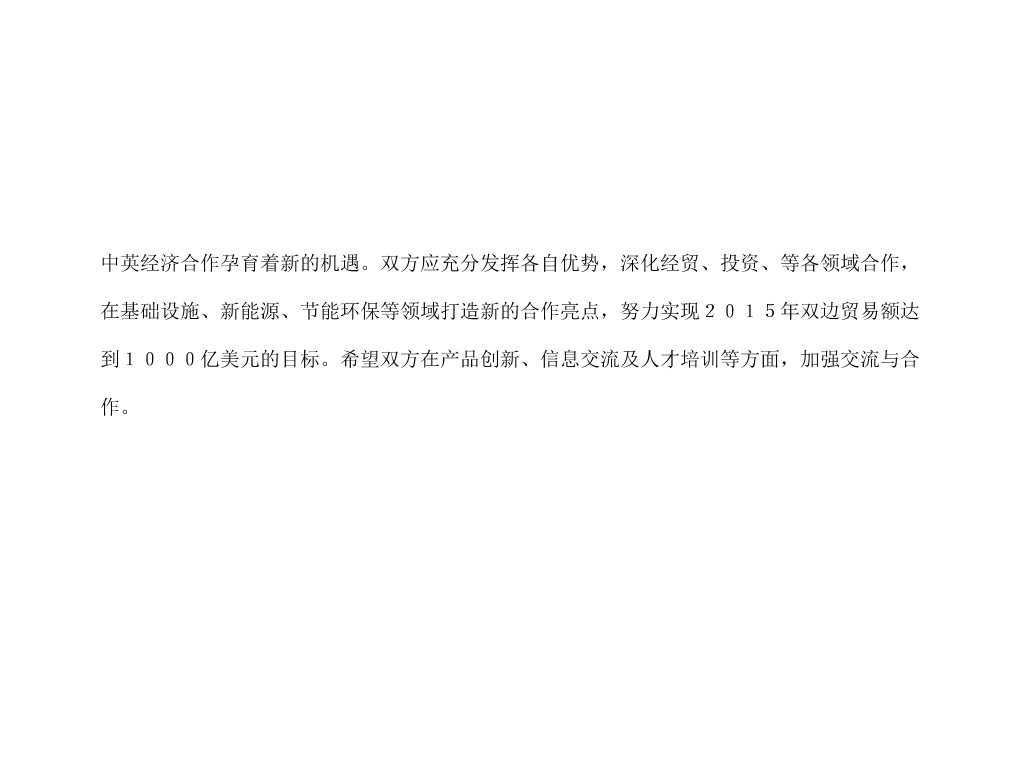 中英经济合作孕育着新的机遇。双方应充分发挥各自优势，深化经贸、投资、等各领域合作，
在基础设施、新能源、节能环保等领域打造新的合作亮点，努力实现２０１５年双边贸易额达
到１０００亿美元的目标。希望双方在产品创新、信息交流及人才培训等方面，加强交流与合
作。